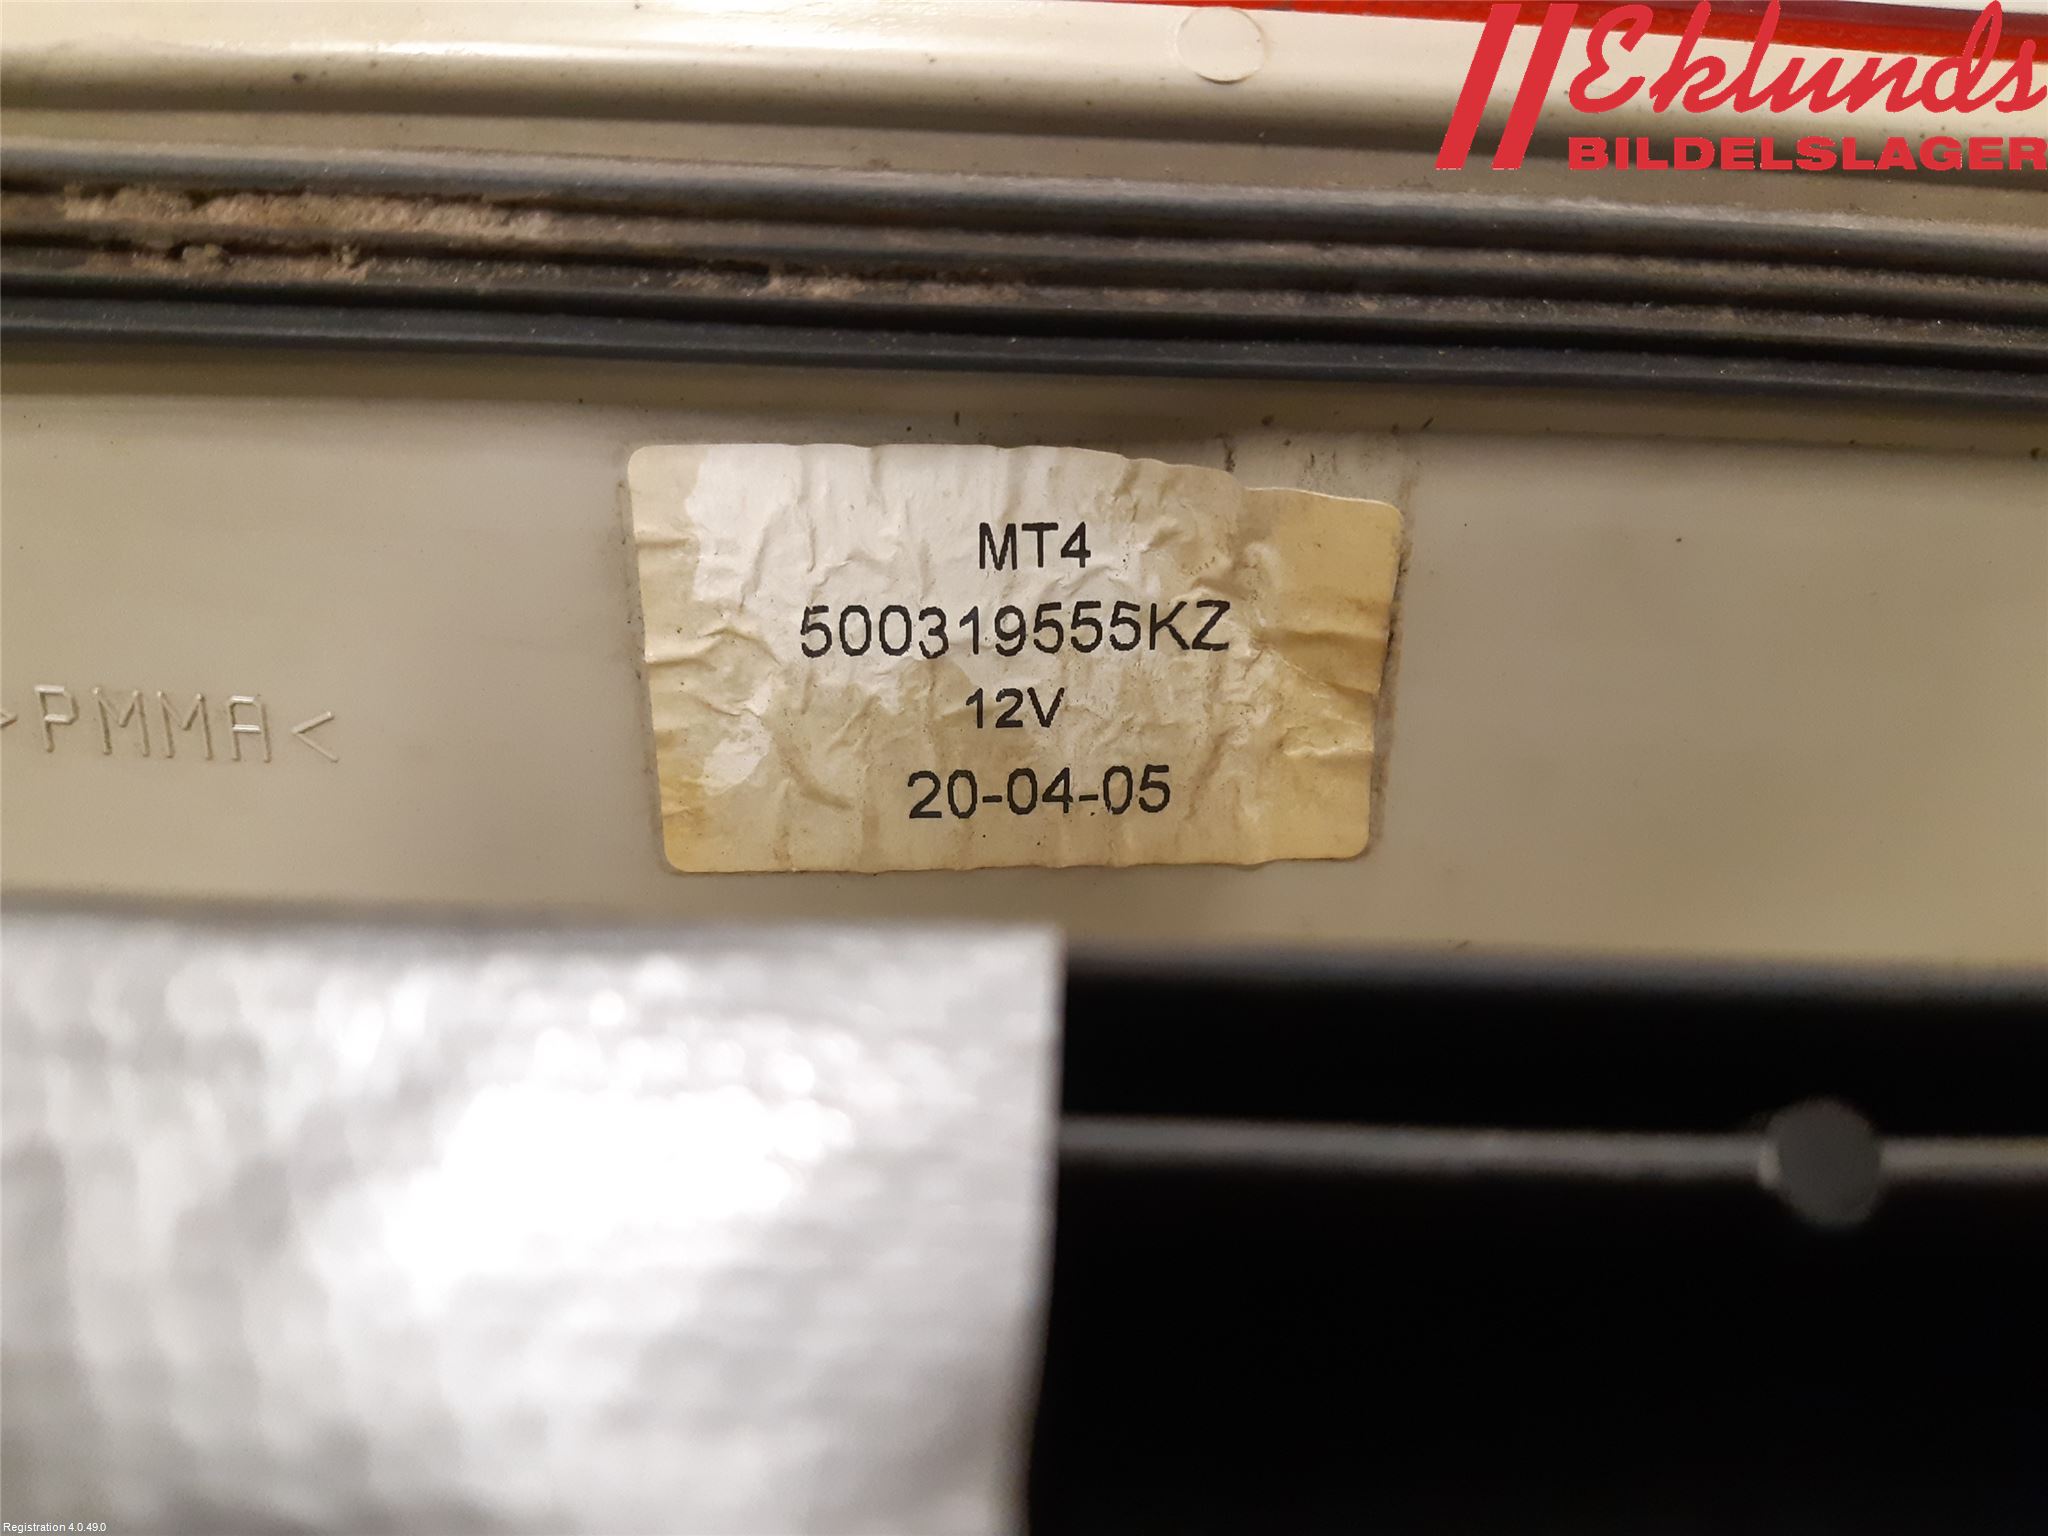 Eklunds
BILDELSLAGER
MT4
500319555KZ
>PMMA<
12V
20-04-05
Registration 4.0.49.0